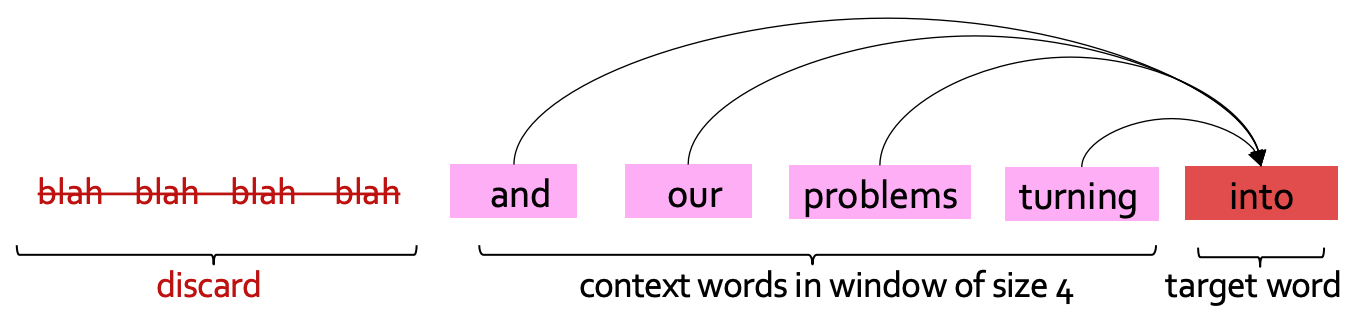 blah blah blah blah and our problems turning into
discard context words in window of size 4 target word